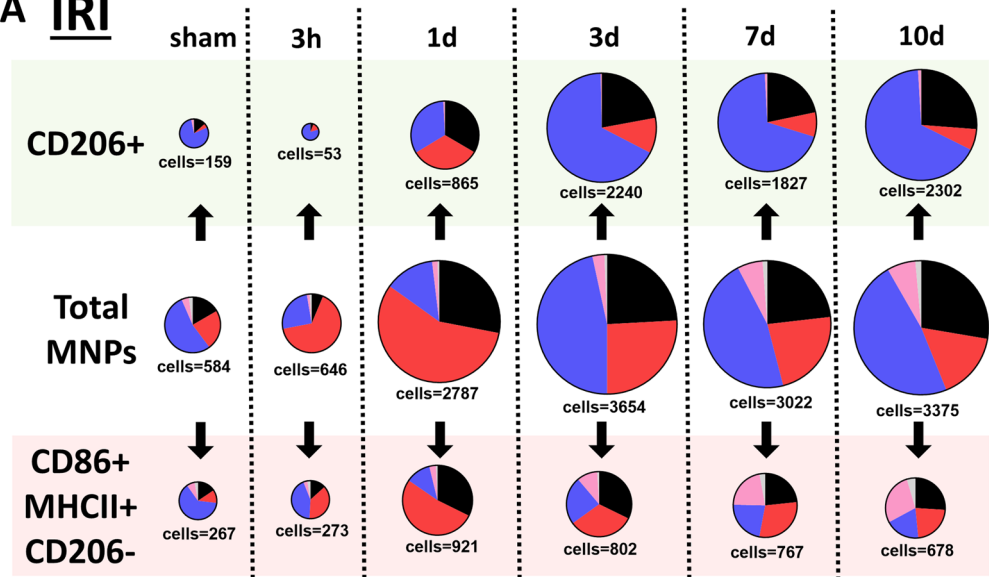 A IRI
sham 3h 1d 3d 7d 10d
CD206+
cells=159 cells=53 cells=865 cells=2240 cells=1827 cells=2302
Total
MNPs
cells=584 cells=646 cells=2787 cells=3654 cells=3022 cells=3375
CD86+
MHCII+
CD206-
cells=267 cells=273 cells=921 cells=802 cells=767 cells=678